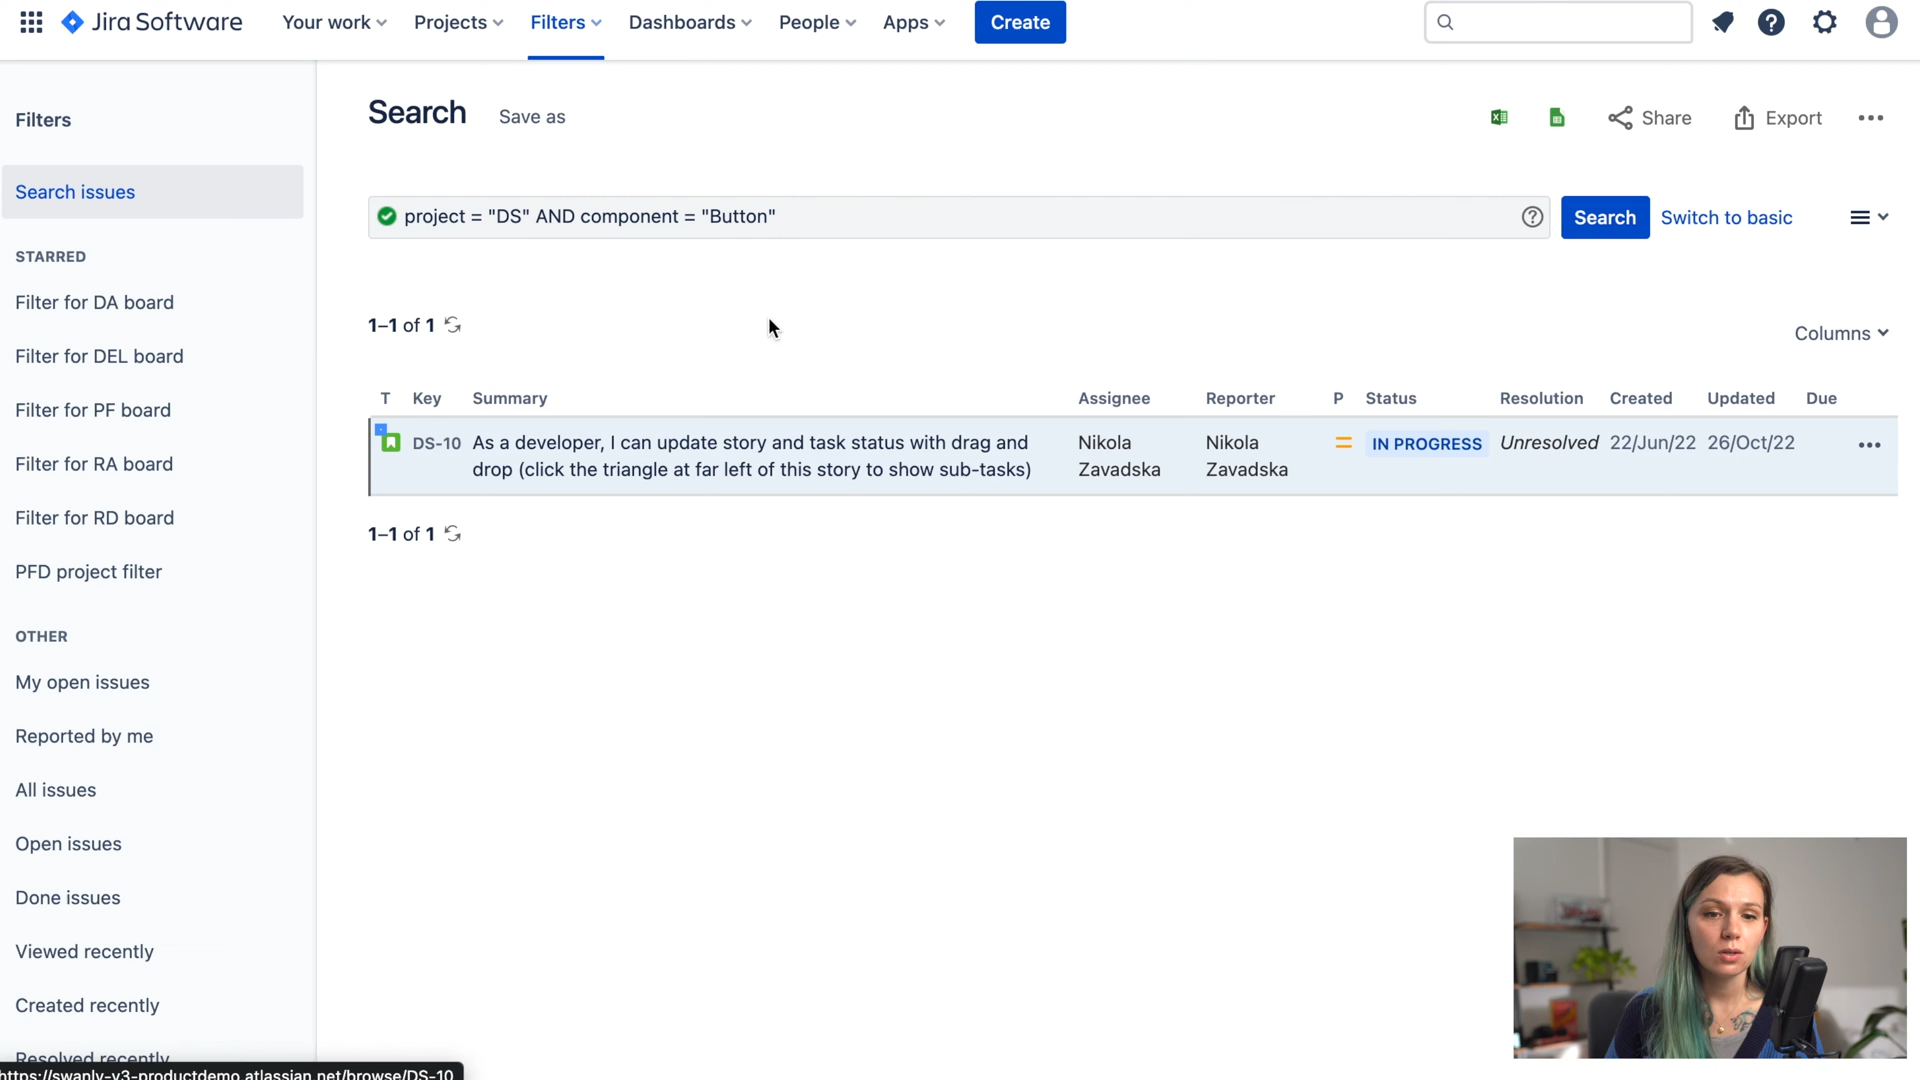 Jira Software Your work Projects Filters Dashboards People Apps Create
Filters
Search issues
STARRED
Filter for DA board
Filter for DEL board
Filter for PF board
Filter for RA board
Filter for RD board
PFD project filter
OTHER
My open issues
Reported by me
All issues
Open issues
Done issues
Viewed recently
Created recently
Resolved recently
https://swanly-v3-productdemo.atlassian.net/browse/DS-10
Search Save as
Share Export
project = "DS" AND component = "Button"
Search Switch to basic
1–1 of 1
Columns
T Key Summary Assignee Reporter P Status Resolution Created Updated Due
DS-10 As a developer, I can update story and task status with drag and Nikola Nikola IN PROGRESS Unresolved 22/Jun/22 26/Oct/22
drop (click the triangle at far left of this story to show sub-tasks) Zavadska Zavadska
1–1 of 1